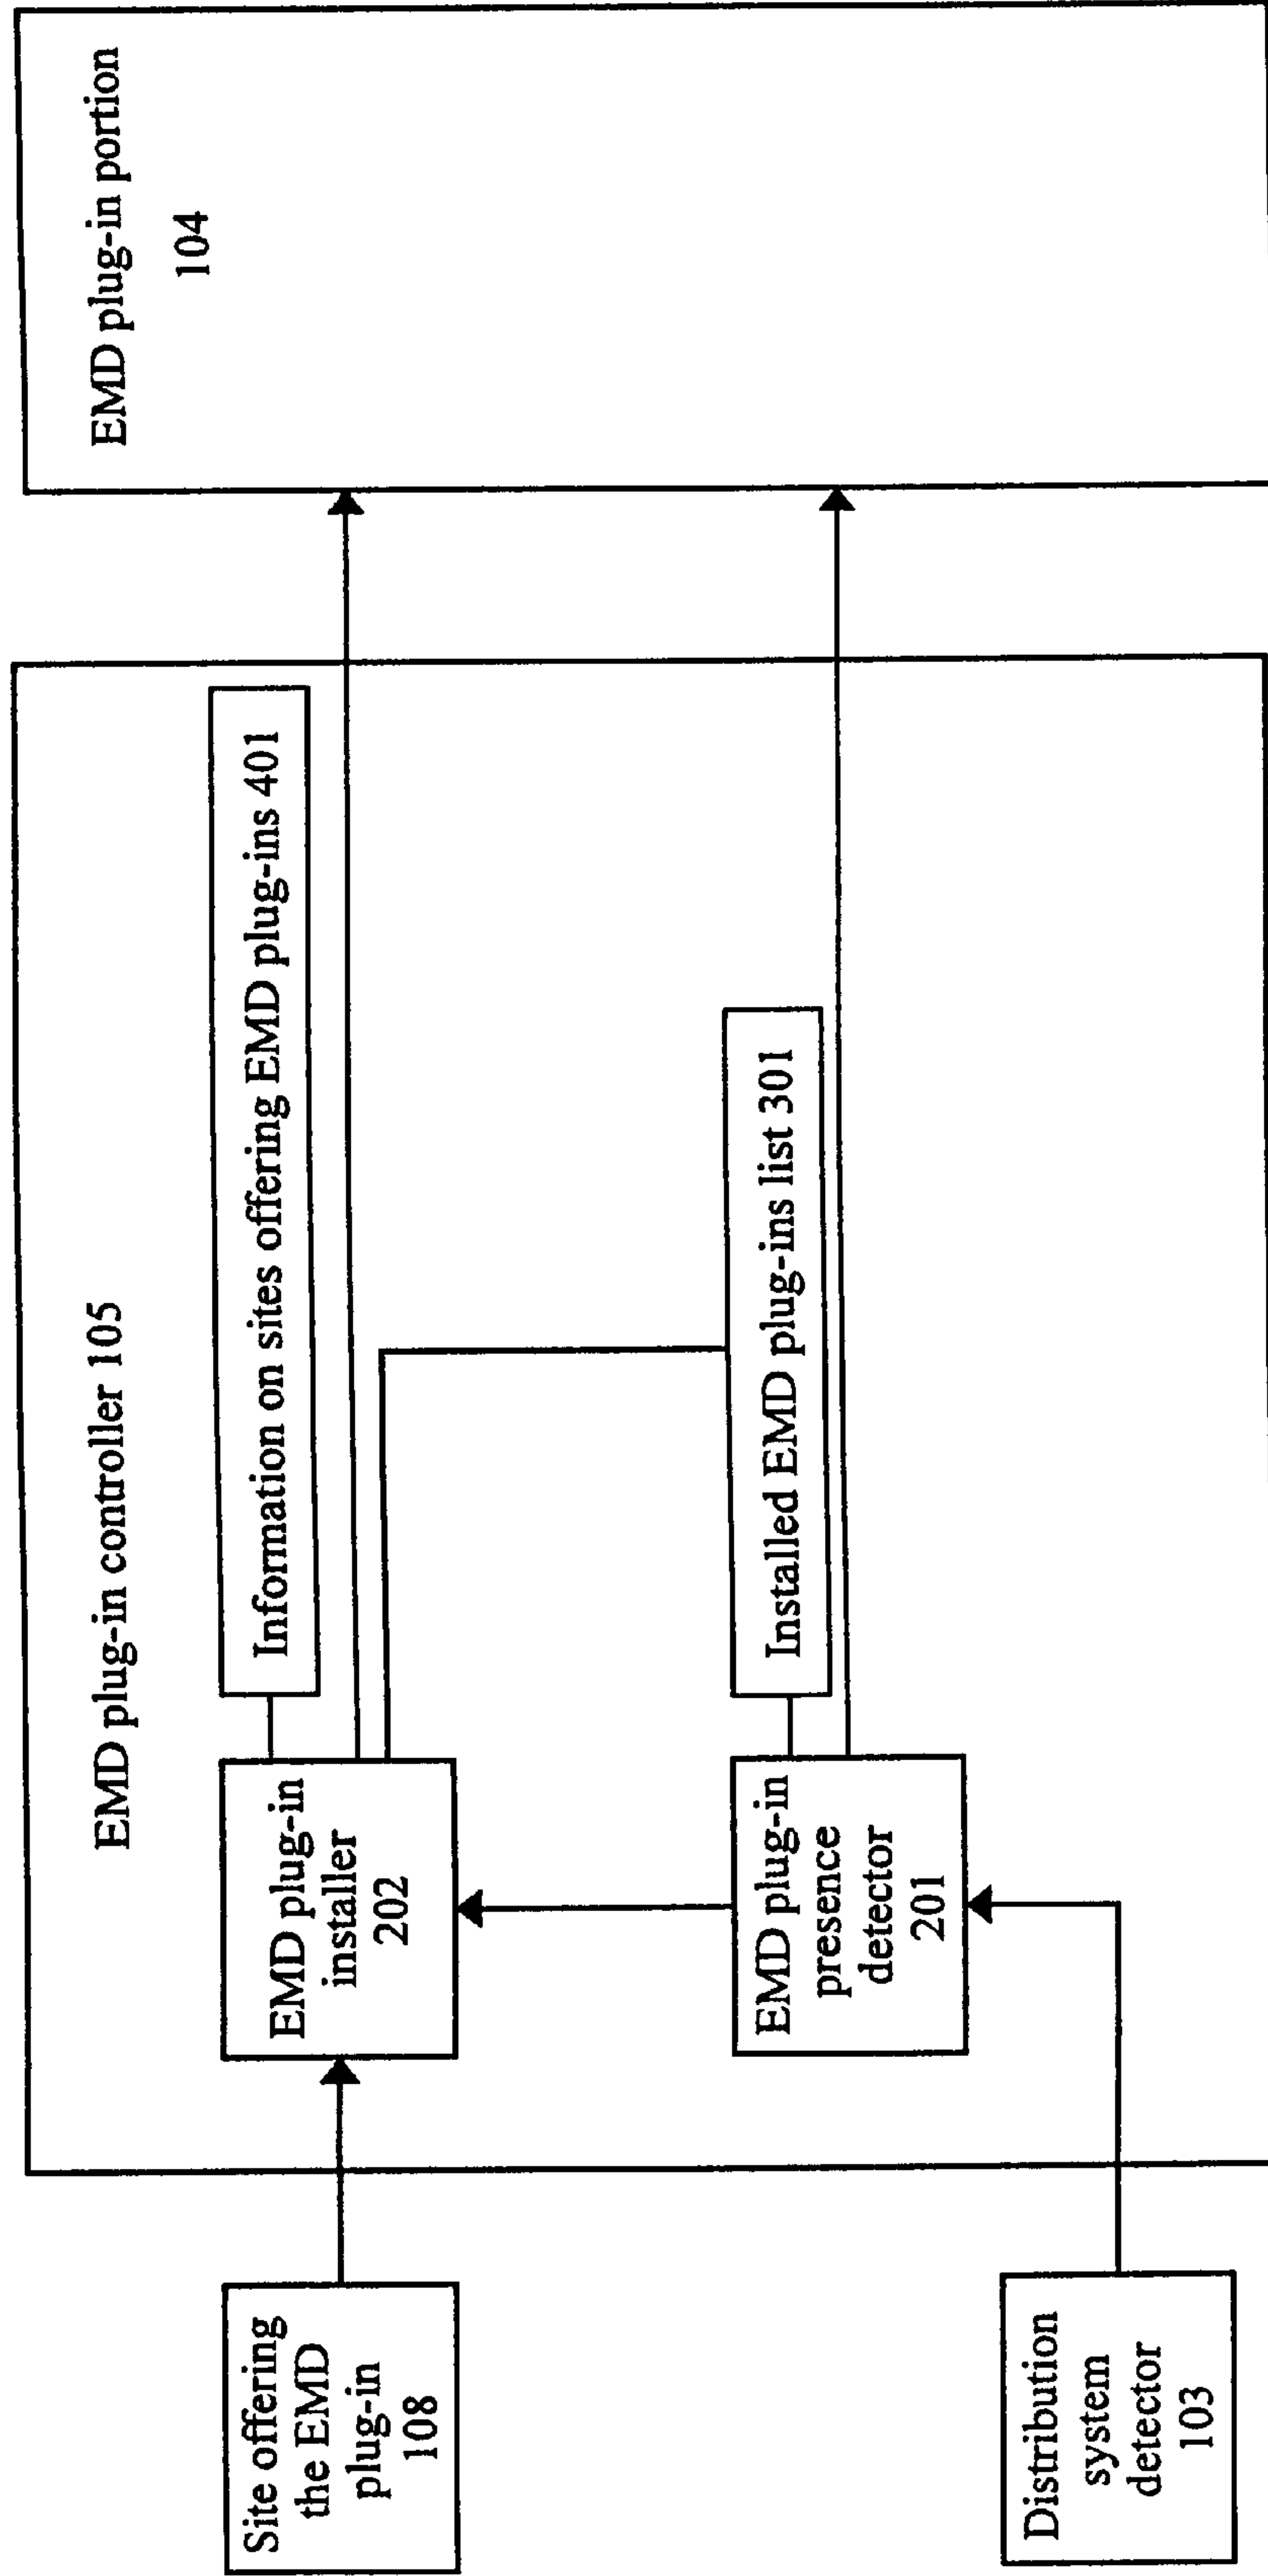 Site offering
the EMD
plug-in
108
Distribution
system
detector
103
EMD plug-in controller 105
EMD plug-in
installer
202
Information on sites offering EMD plug-ins 401
EMD plug-in
presence
detector
201
Installed EMD plug-ins list 301
EMD plug-in portion
104